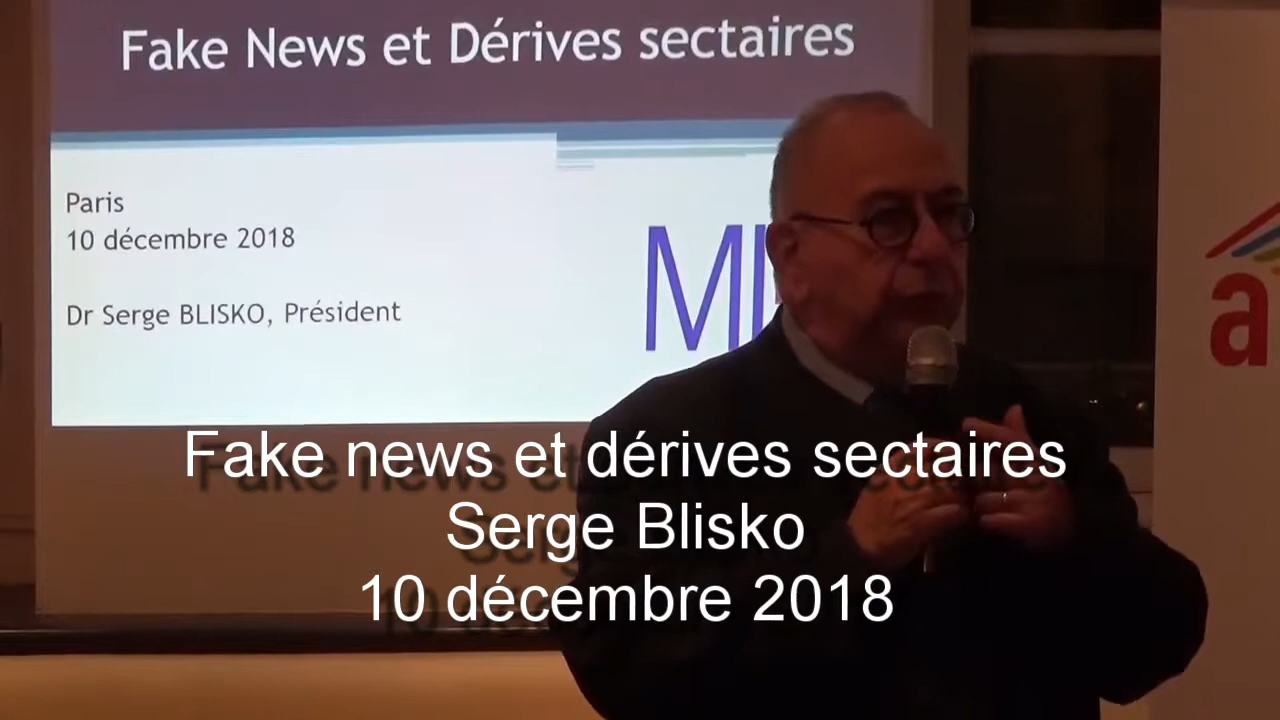 Fake News et Dérives sectaires
Paris
10 décembre 2018
Dr Serge BLISKO, Président
Fake news et dérives sectaires
Serge Blisko
10 décembre 2018